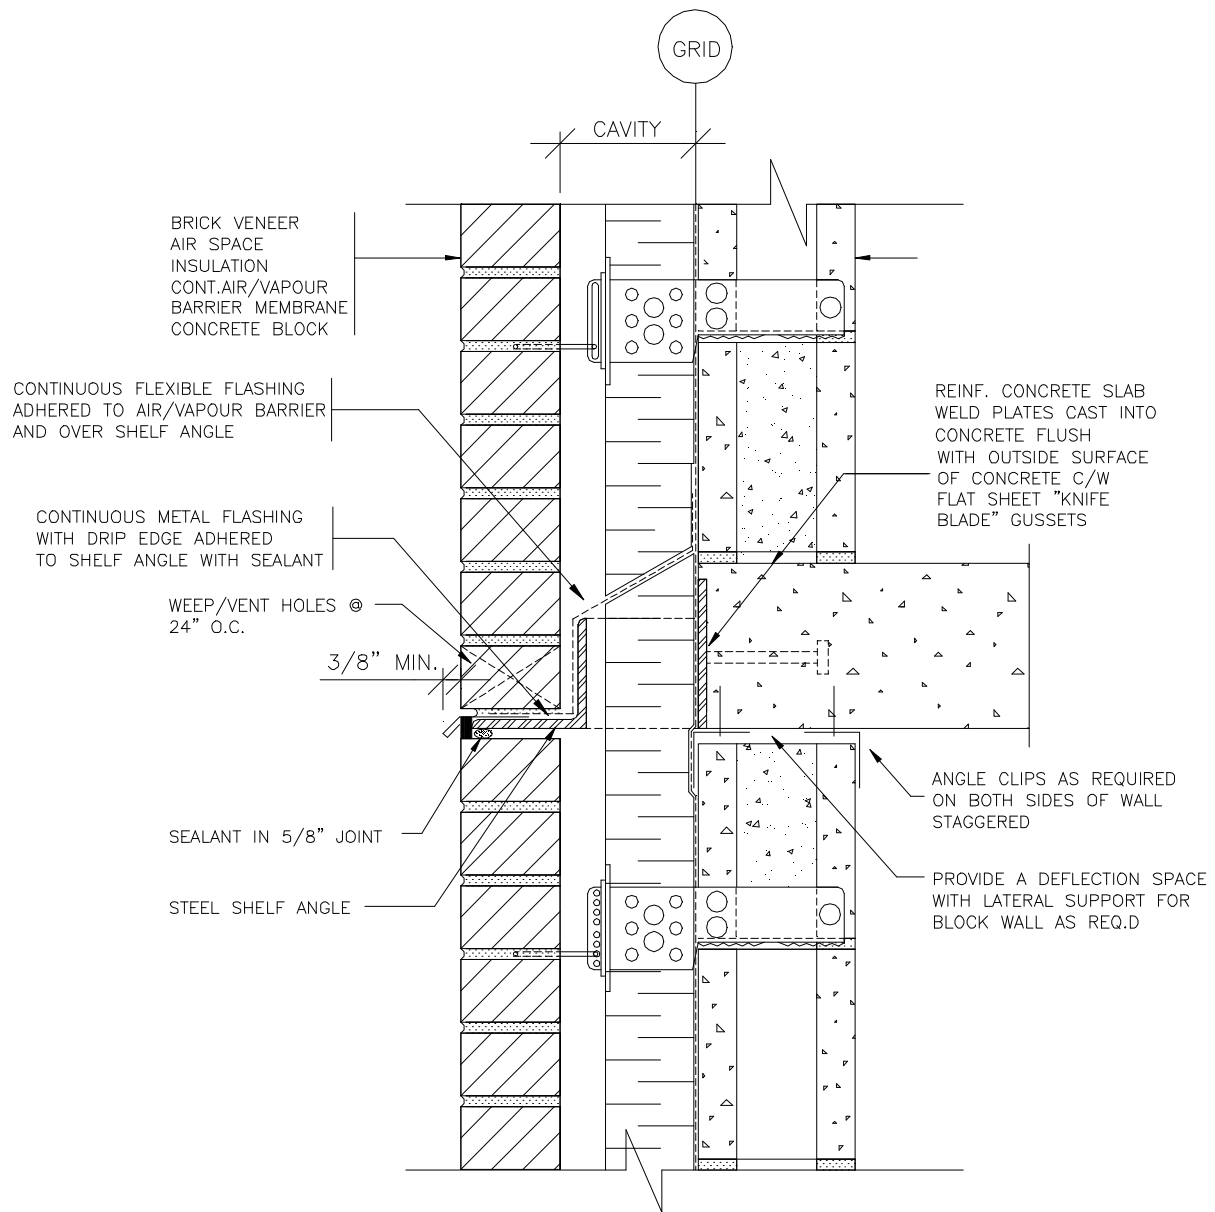 GRID
CAVITY
BRICK VENEER
AIR SPACE
INSULATION
CONT.AIR/VAPOUR
BARRIER MEMBRANE
CONCRETE BLOCK
CONTINUOUS FLEXIBLE FLASHING
ADHERED TO AIR/VAPOUR BARRIER
AND OVER SHELF ANGLE
REINF. CONCRETE SLAB
WELD PLATES CAST INTO
CONCRETE FLUSH
WITH OUTSIDE SURFACE
OF CONCRETE C/W
FLAT SHEET "KNIFE
BLADE" GUSSETS
CONTINUOUS METAL FLASHING
WITH DRIP EDGE ADHERED
TO SHELF ANGLE WITH SEALANT
WEEP/VENT HOLES @
24" O.C.
3/8" MIN.
ANGLE CLIPS AS REQUIRED
ON BOTH SIDES OF WALL
STAGGERED
SEALANT IN 5/8" JOINT
PROVIDE A DEFLECTION SPACE
WITH LATERAL SUPPORT FOR
BLOCK WALL AS REQ.D
STEEL SHELF ANGLE